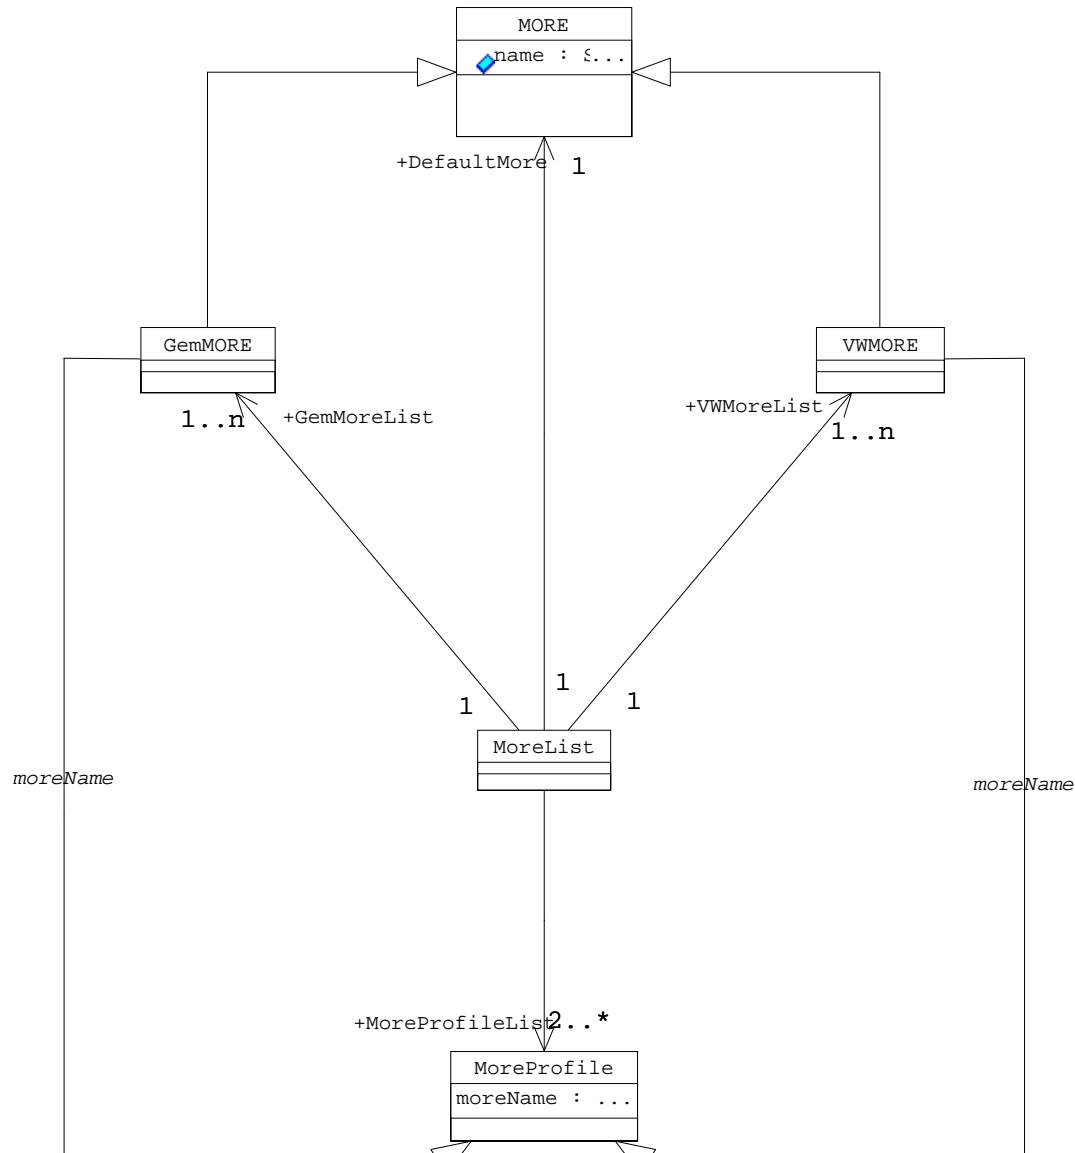 MORE
name : S...
+DefaultMore
1
GemMORE
VWMORE
1..n
+GemMoreList
+VWMoreList
1..n
1
1
1
MoreList
moreName
moreName
+MoreProfileList
2..*
MoreProfile
moreName : ...